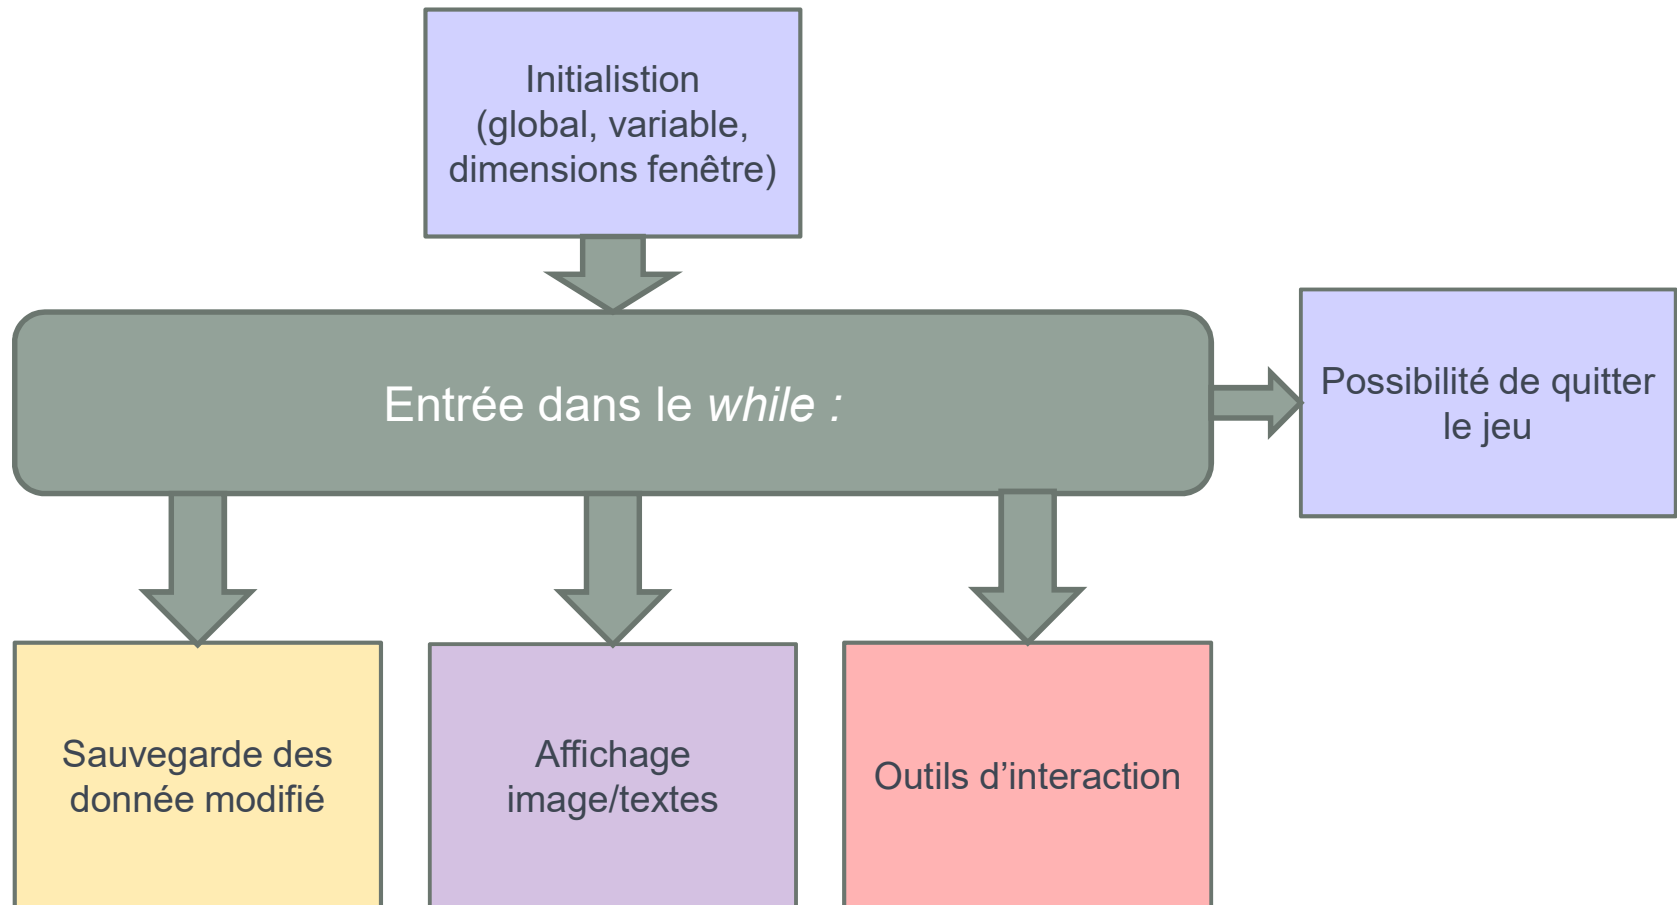 Initialistion
(global, variable,
dimensions fenêtre)
Entrée dans le while :
Possibilité de quitter
le jeu
Sauvegarde des
donnée modifié
Affichage
image/textes
Outils d’interaction